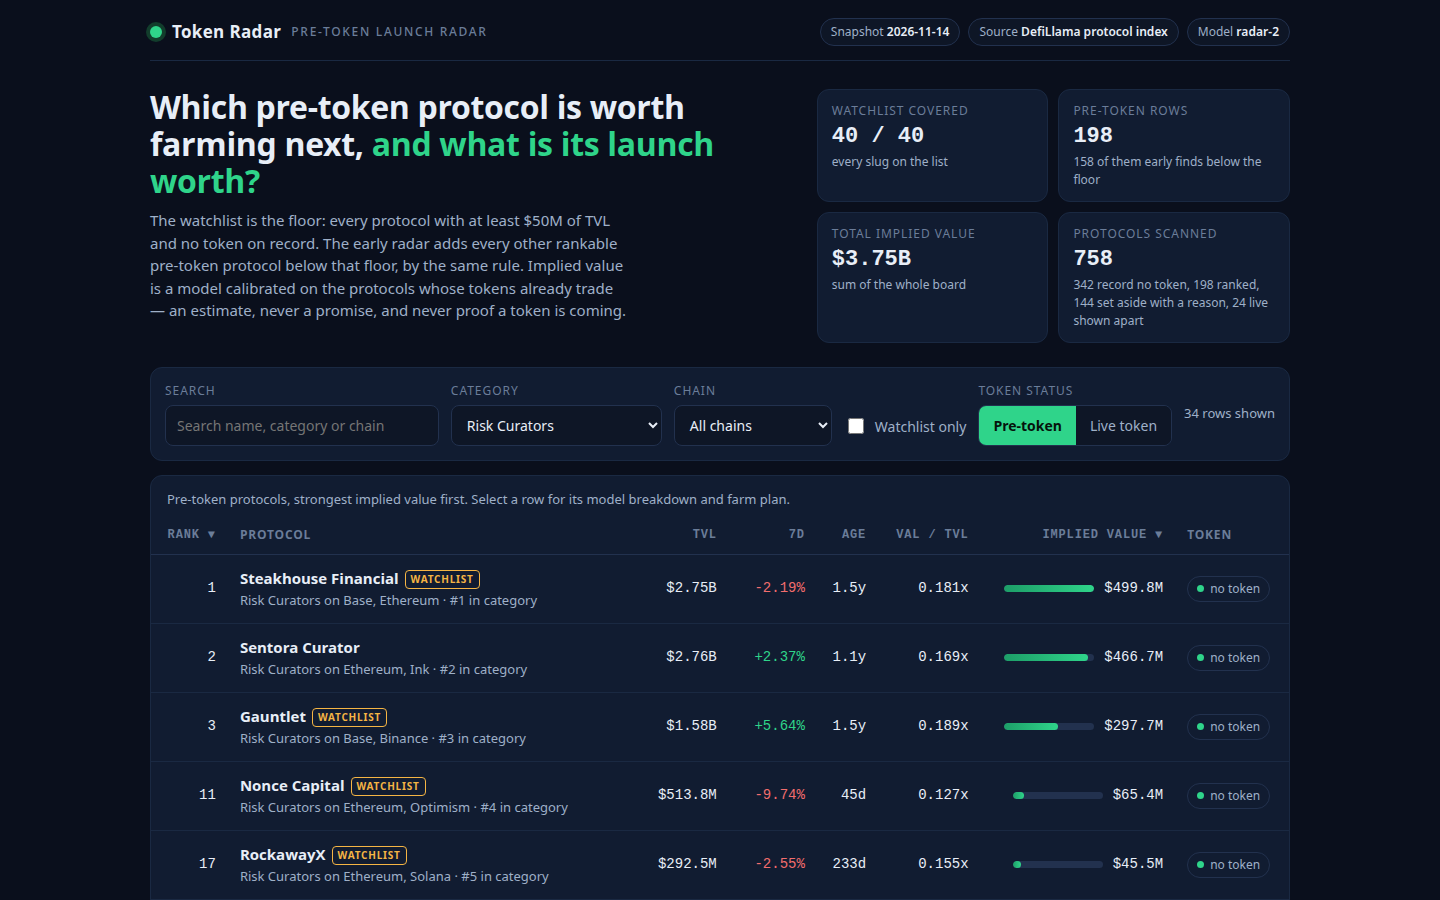 Token Radar PRE-TOKEN LAUNCH RADAR
Snapshot 2026-11-14
Source DefiLlama protocol index
Model radar-2
Which pre-token protocol is worth
farming next, and what is its launch
worth?
The watchlist is the floor: every protocol with at least $50M of TVL
and no token on record. The early radar adds every other rankable
pre-token protocol below that floor, by the same rule. Implied value
is a model calibrated on the protocols whose tokens already trade
— an estimate, never a promise, and never proof a token is coming.
WATCHLIST COVERED
40 / 40
every slug on the list
PRE-TOKEN ROWS
198
158 of them early finds below the
floor
TOTAL IMPLIED VALUE
$3.75B
sum of the whole board
PROTOCOLS SCANNED
758
342 record no token, 198 ranked,
144 set aside with a reason, 24 live
shown apart
SEARCH
Search name, category or chain
CATEGORY
Risk Curators
CHAIN
All chains
Watchlist only
TOKEN STATUS
Pre-token Live token
34 rows shown
Pre-token protocols, strongest implied value first. Select a row for its model breakdown and farm plan.
RANK ▼ PROTOCOL TVL 7D AGE VAL / TVL IMPLIED VALUE ▼ TOKEN
1 Steakhouse Financial WATCHLIST $2.75B -2.19% 1.5y 0.181x $499.8M no token
Risk Curators on Base, Ethereum · #1 in category
2 Sentora Curator $2.76B +2.37% 1.1y 0.169x $466.7M no token
Risk Curators on Ethereum, Ink · #2 in category
3 Gauntlet WATCHLIST $1.58B +5.64% 1.5y 0.189x $297.7M no token
Risk Curators on Base, Binance · #3 in category
11 Nonce Capital WATCHLIST $513.8M -9.74% 45d 0.127x $65.4M no token
Risk Curators on Ethereum, Optimism · #4 in category
17 RockawayX WATCHLIST $292.5M -2.55% 233d 0.155x $45.5M no token
Risk Curators on Ethereum, Solana · #5 in category